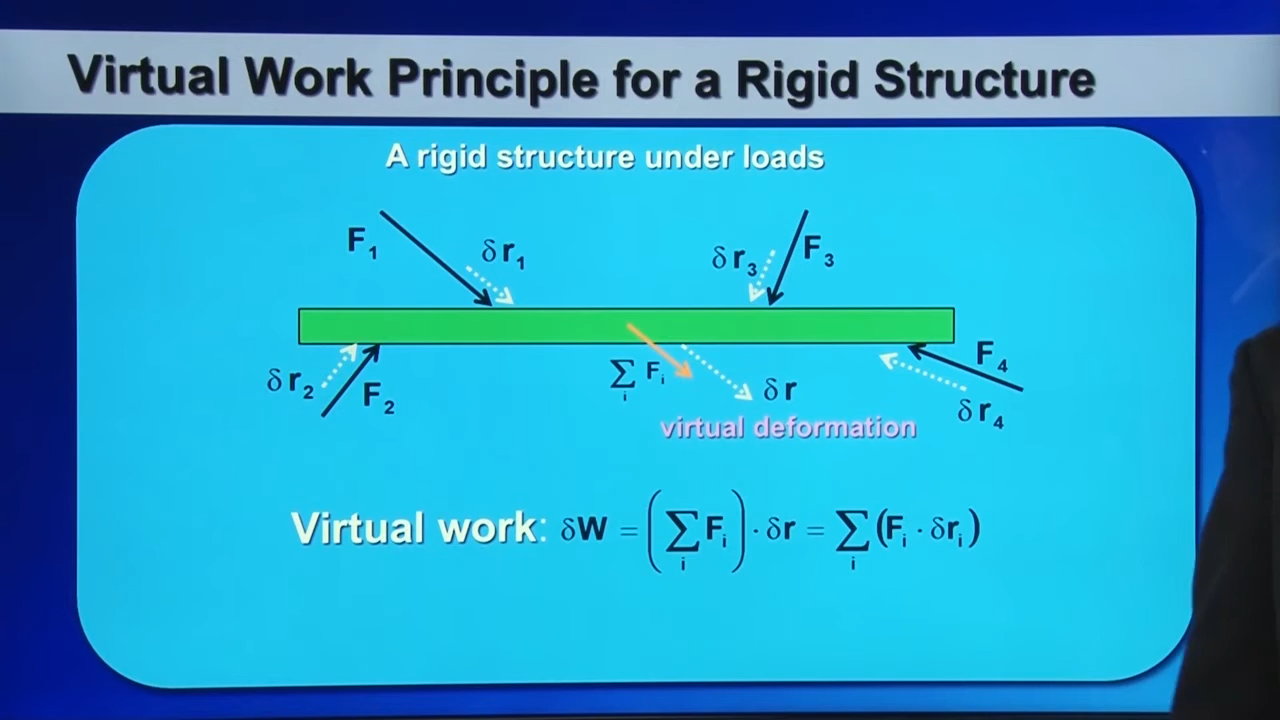 Virtual Work Principle for a Rigid Structure
A rigid structure under loads
F₁
δr₁
δr₃
F₃
δr₂
F₂
∑ᵢ Fᵢ
δr
virtual deformation
F₄
δr₄
Virtual work: δW = (∑ᵢ Fᵢ) · δr = ∑ᵢ (Fᵢ · δrᵢ)